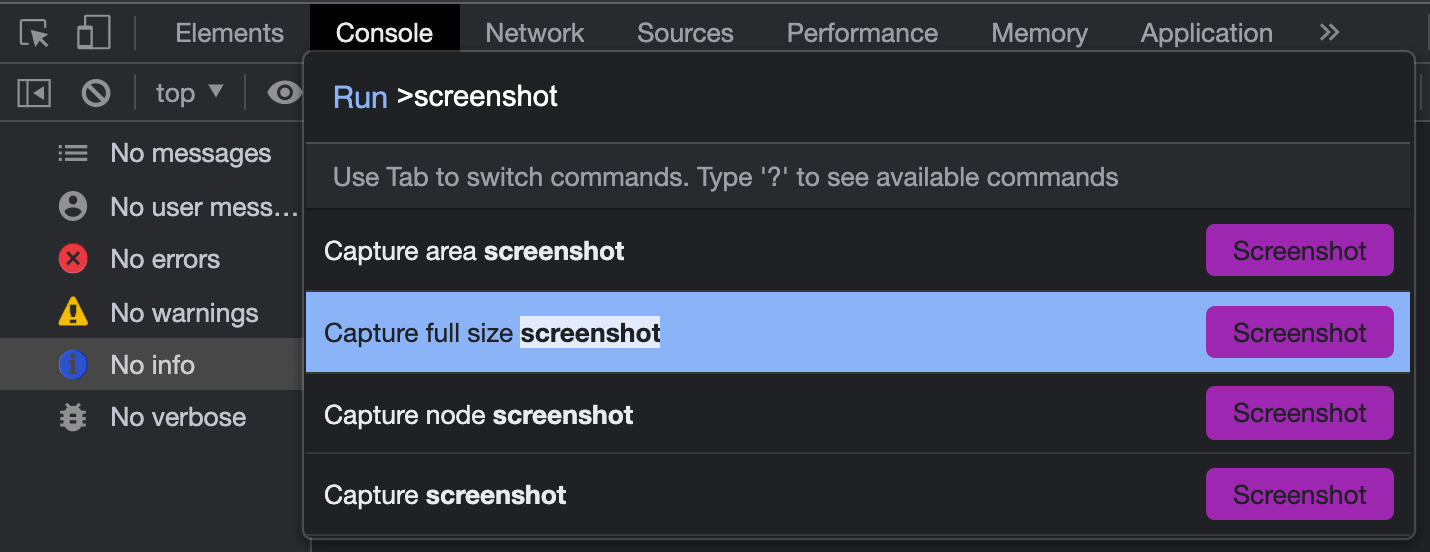 Elements Console Network Sources Performance Memory Application
top
No messages
No user mess…
No errors
No warnings
No info
No verbose
Run >screenshot
Use Tab to switch commands. Type '?' to see available commands
Capture area screenshot Screenshot
Capture full size screenshot Screenshot
Capture node screenshot Screenshot
Capture screenshot Screenshot